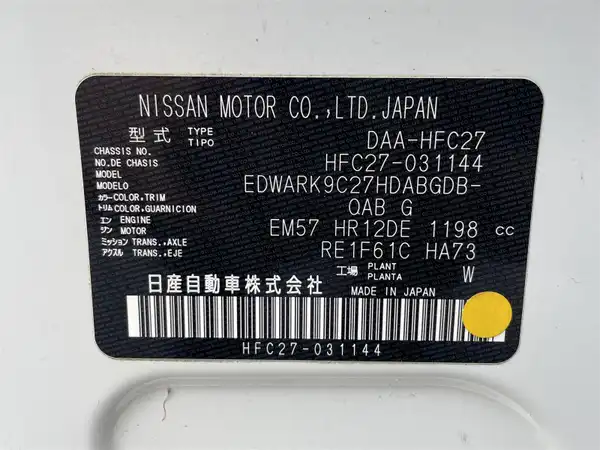 NISSAN MOTOR CO.,LTD.JAPAN
型式 TYPE TIPO DAA-HFC27
CHASSIS NO. NO.DE CHASIS HFC27-031144
MODEL MODELO EDWARK9C27HDABGDB-
カラー COLOR,TRIM トリム COLOR,GUARNICION QAB G
エン ENGINE ジン MOTOR EM57 HR12DE 1198 cc
ミッション TRANS.,AXLE アクスル TRANS.,EJE RE1F61C HA73
工場 PLANT PLANTA W
日産自動車株式会社 MADE IN JAPAN
HFC27-031144